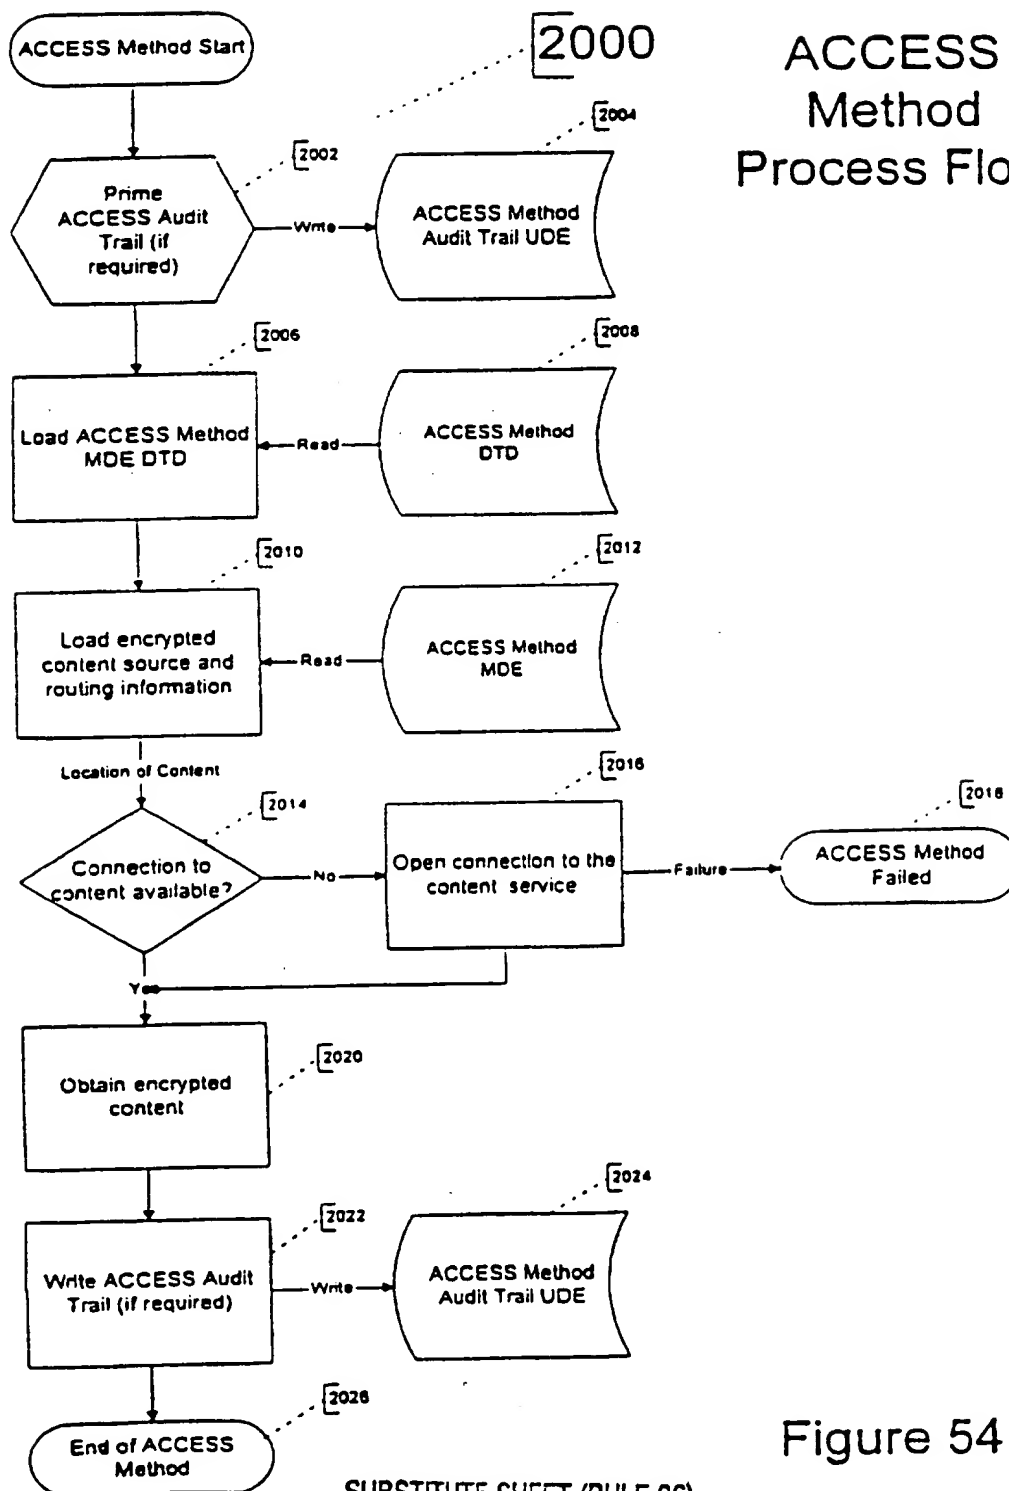 ACCESS Method Start
2000
ACCESS
Method
Process Flo
2002
2004
Prime
ACCESS Audit
Trail (if
required)
Write
ACCESS Method
Audit Trail UDE
2006
2008
Load ACCESS Method
MDE DTD
Read
ACCESS Method
DTD
2010
2012
Load encrypted
content source and
routing information
Read
ACCESS Method
MDE
Location of Content
2014
2016
2018
Connection to
content available?
No
Open connection to the
content service
Failure
ACCESS Method
Failed
Yes
2020
Obtain encrypted
content
2022
2024
Write ACCESS Audit
Trail (if required)
Write
ACCESS Method
Audit Trail UDE
2026
End of ACCESS
Method
Figure 54
SUBSTITUTE SHEET (RULE 26)